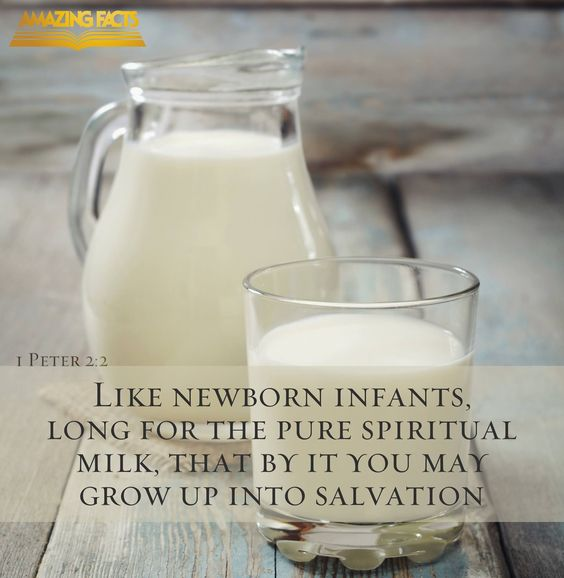 AMAZING FACTS
1 PETER 2:2
LIKE NEWBORN INFANTS,
LONG FOR THE PURE SPIRITUAL
MILK, THAT BY IT YOU MAY
GROW UP INTO SALVATION